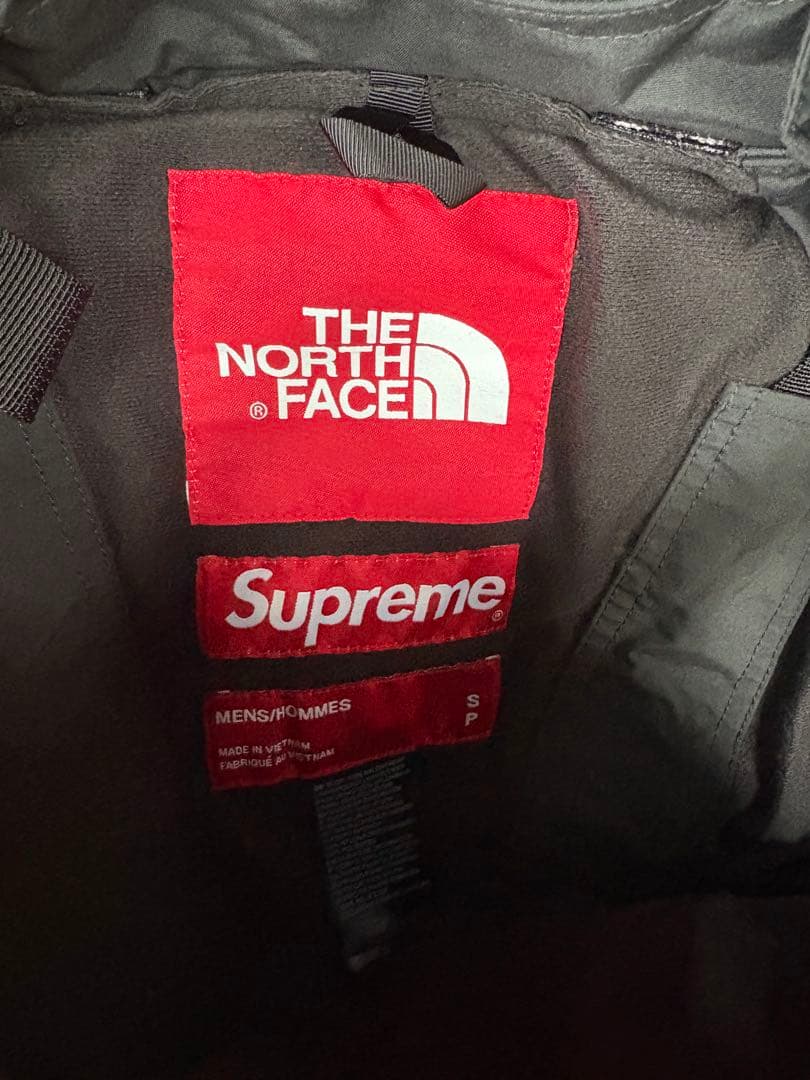 THE
NORTH
® FACE
Supreme®
MENS/HOMMES
S
P
MADE IN VIETNAM
FABRIQUÉ AU VIETNAM